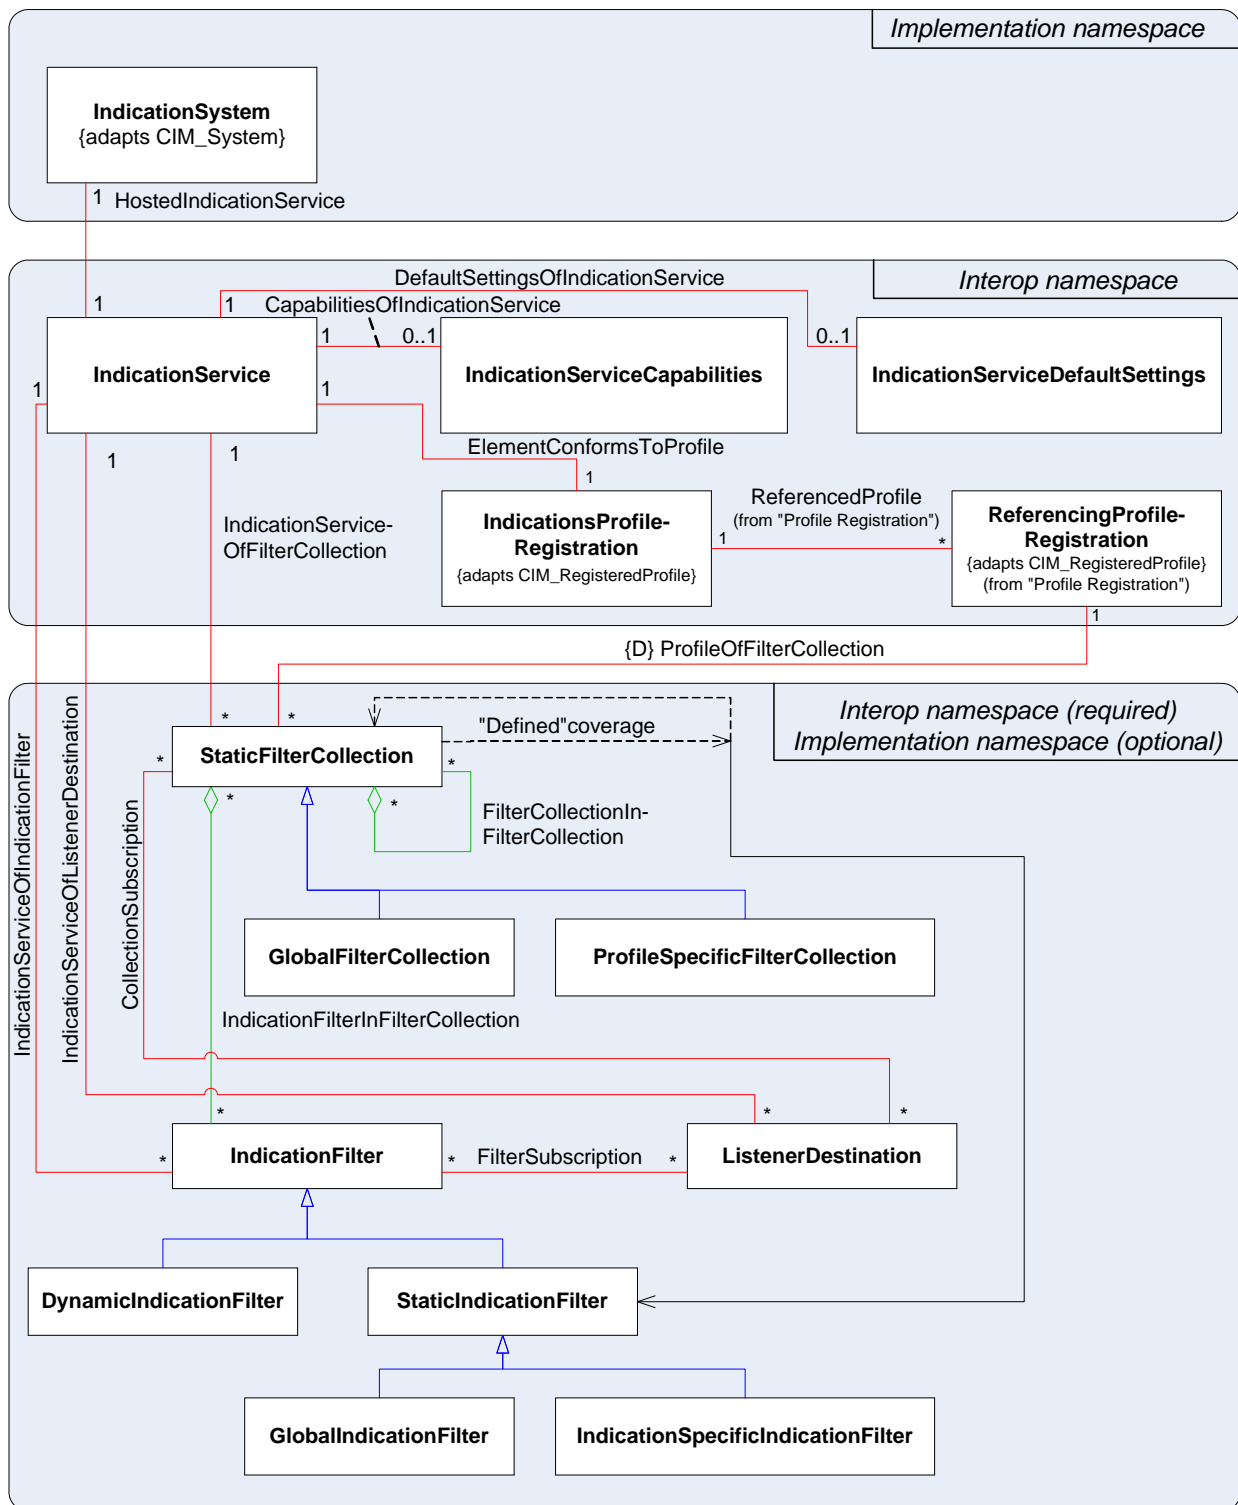 Implementation namespace
IndicationSystem
{adapts CIM_System}
1
HostedIndicationService
Interop namespace
DefaultSettingsOfIndicationService
1
1
CapabilitiesOfIndicationService
1
0..1
0..1
IndicationService
IndicationServiceCapabilities
IndicationServiceDefaultSettings
1
1
1
1
ElementConformsToProfile
1
IndicationService-
OfFilterCollection
IndicationsProfile-
Registration
{adapts CIM_RegisteredProfile}
ReferencedProfile
(from "Profile Registration")
1
*
ReferencingProfile-
Registration
{adapts CIM_RegisteredProfile}
(from "Profile Registration")
1
{D} ProfileOfFilterCollection
Interop namespace (required)
Implementation namespace (optional)
*
*
"Defined"coverage
StaticFilterCollection
*
*
*
*
FilterCollectionIn-
FilterCollection
IndicationServiceOfIndicationFilter
IndicationServiceOfListenerDestination
CollectionSubscription
GlobalFilterCollection
ProfileSpecificFilterCollection
IndicationFilterInFilterCollection
*
*
*
IndicationFilter
*
*
FilterSubscription
*
ListenerDestination
DynamicIndicationFilter
StaticIndicationFilter
GlobalIndicationFilter
IndicationSpecificIndicationFilter